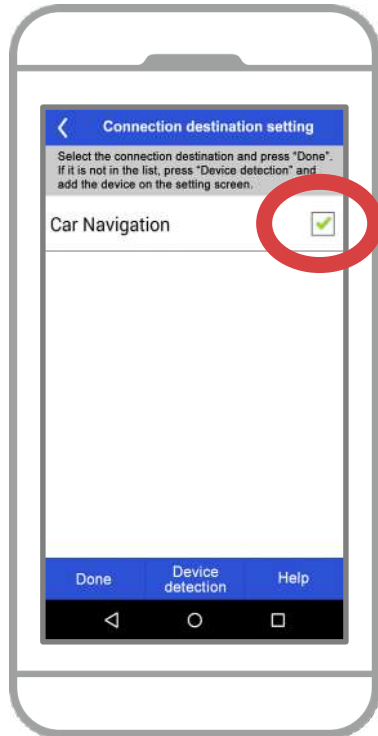 Connection destination setting
Select the connection destination and press "Done".
If it is not in the list, press "Device detection" and
add the device on the setting screen.
Car Navigation
Done
Device
detection
Help